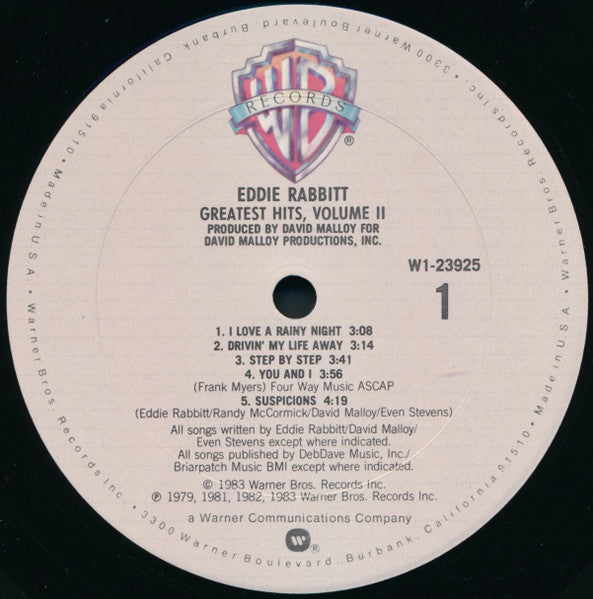 WB
RECORDS
®
EDDIE RABBITT
GREATEST HITS, VOLUME II
PRODUCED BY DAVID MALLOY FOR
DAVID MALLOY PRODUCTIONS, INC.
W1-23925
1
1. I LOVE A RAINY NIGHT 3:08
2. DRIVIN' MY LIFE AWAY 3:14
3. STEP BY STEP 3:41
4. YOU AND I 3:56
(Frank Myers) Four Way Music ASCAP
5. SUSPICIONS 4:19
(Eddie Rabbitt/Randy McCormick/David Malloy/Even Stevens)
All songs written by Eddie Rabbitt/David Malloy/
Even Stevens except where indicated.
All songs published by DebDave Music, Inc./
Briarpatch Music BMI except where indicated.
© 1983 Warner Bros. Records Inc.
℗ 1979, 1981, 1982, 1983 Warner Bros. Records Inc.
a Warner Communications Company
W®
Warner Bros. Records Inc. • 3300 Warner Boulevard, Burbank, California 91510 • Made in U.S.A. • Warner Bros. Records Inc. • 3300 Warner Boulevard, Burbank, California 91510 • Made in U.S.A. •